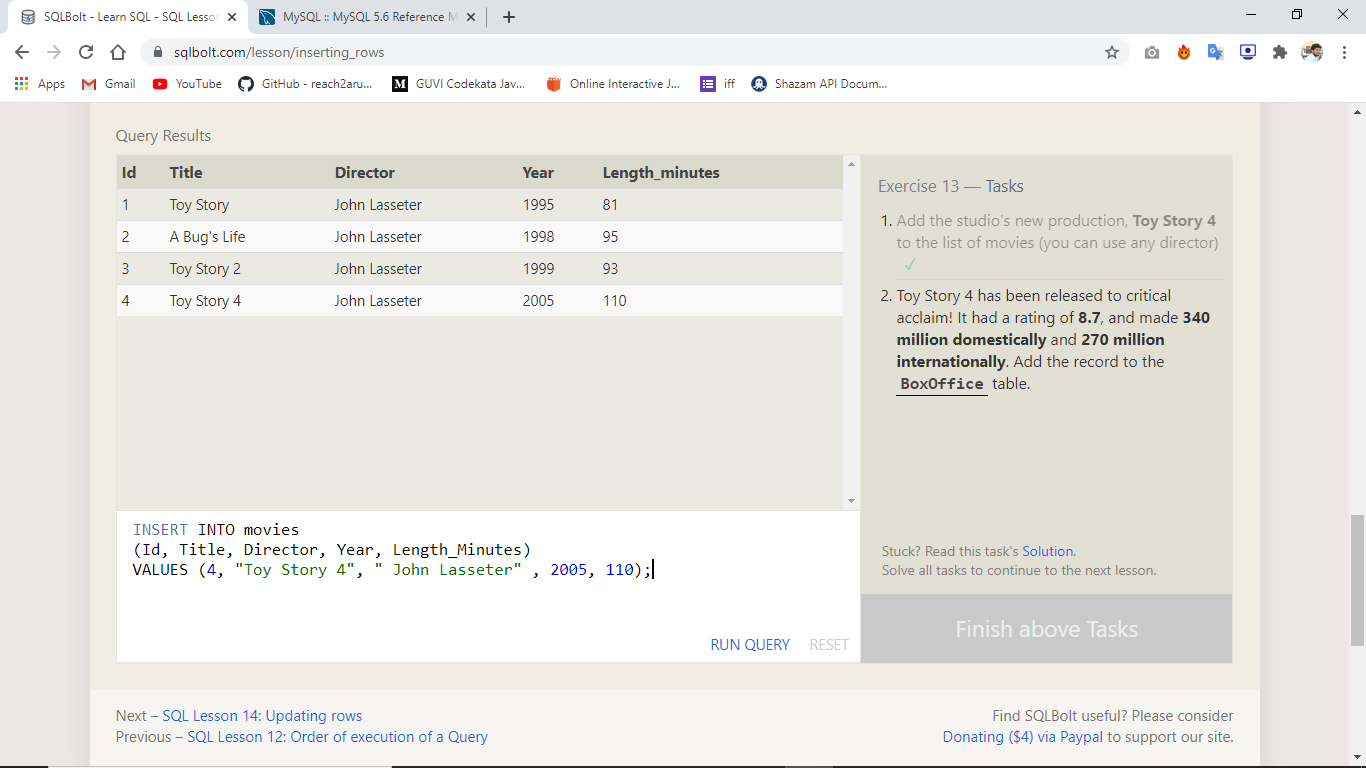 SQLBolt - Learn SQL - SQL Lesson
MySQL :: MySQL 5.6 Reference M
sqlbolt.com/lesson/inserting_rows
Apps Gmail YouTube GitHub - reach2aru... GUVI Codekata Jav... Online Interactive J... iff Shazam API Docum...
Query Results
Id Title Director Year Length_minutes
1 Toy Story John Lasseter 1995 81
2 A Bug's Life John Lasseter 1998 95
3 Toy Story 2 John Lasseter 1999 93
4 Toy Story 4 John Lasseter 2005 110
INSERT INTO movies
(Id, Title, Director, Year, Length_Minutes)
VALUES (4, "Toy Story 4", " John Lasseter" , 2005, 110);
RUN QUERY RESET
Exercise 13 — Tasks
1. Add the studio's new production, Toy Story 4
to the list of movies (you can use any director)
✓
2. Toy Story 4 has been released to critical
acclaim! It had a rating of 8.7, and made 340
million domestically and 270 million
internationally. Add the record to the
BoxOffice table.
Stuck? Read this task's Solution.
Solve all tasks to continue to the next lesson.
Finish above Tasks
Next – SQL Lesson 14: Updating rows
Previous – SQL Lesson 12: Order of execution of a Query
Find SQLBolt useful? Please consider
Donating ($4) via Paypal to support our site.